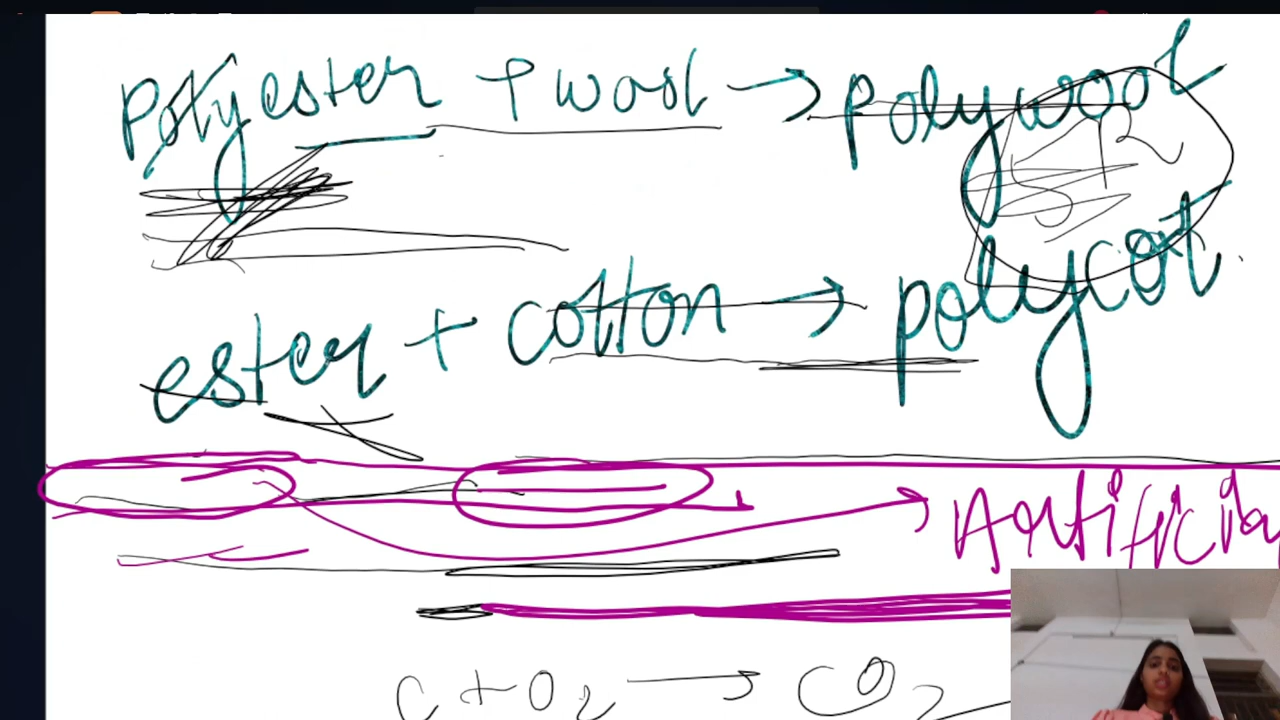 polyester + wool → polywool
ester + cotton → polycot
Artificia
C + O2 → CO2